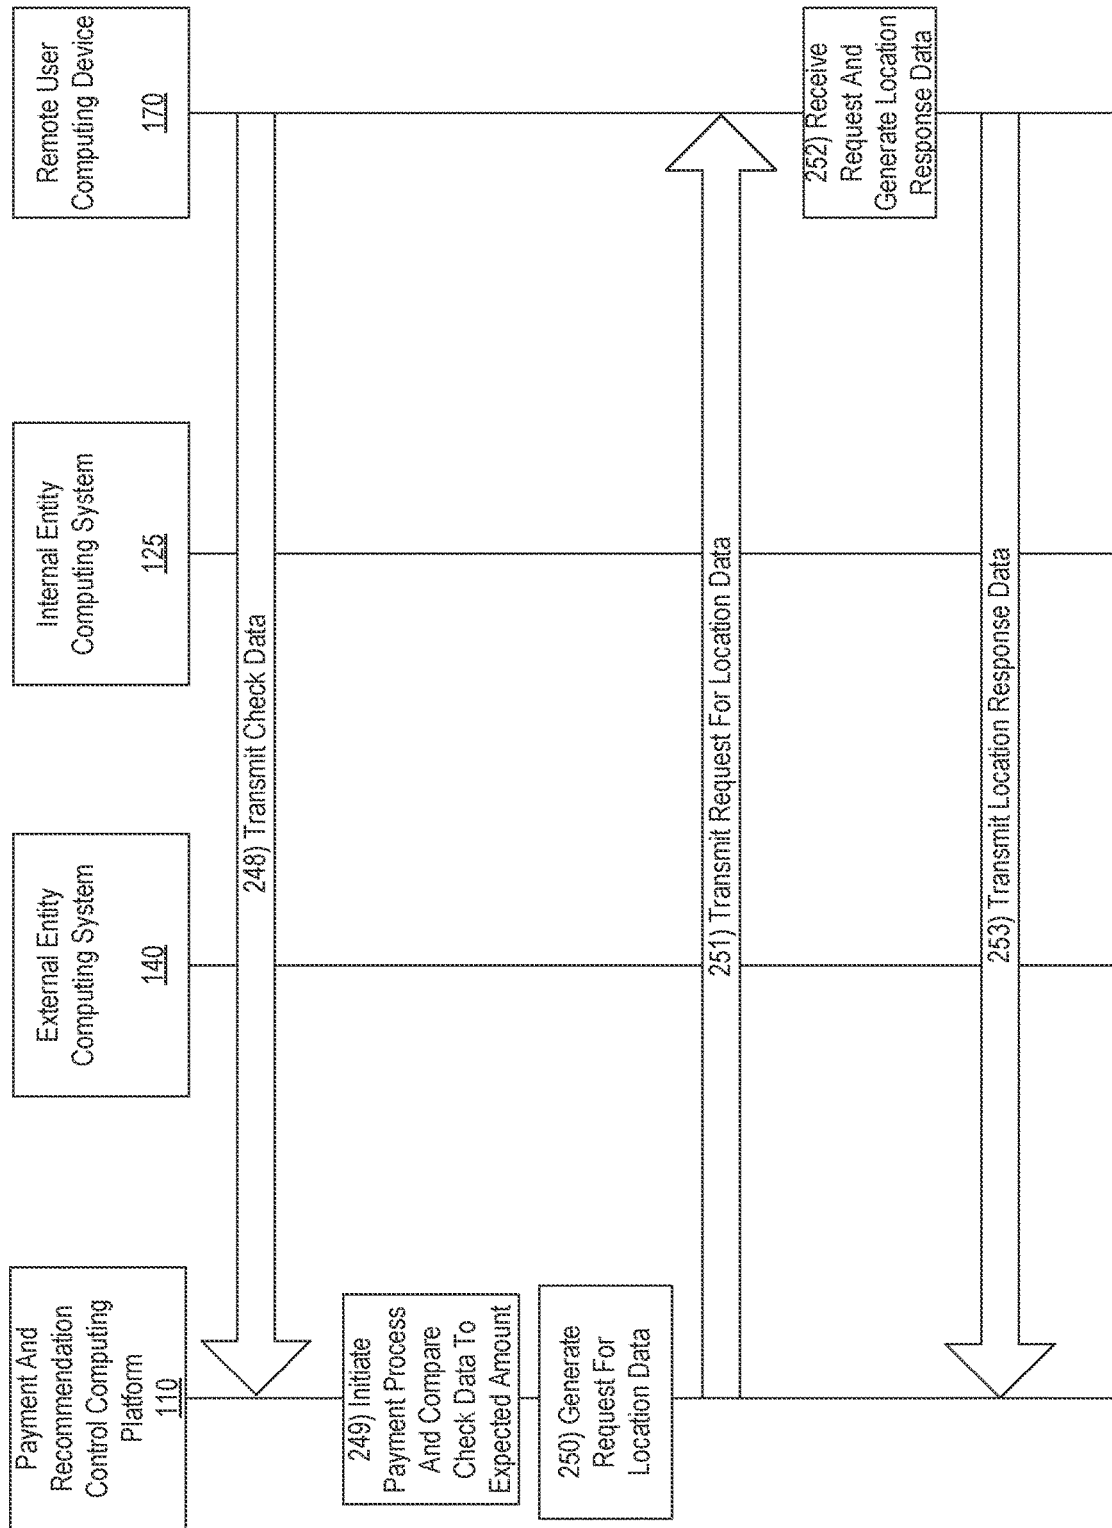 Payment And
Recommendation
Control Computing
Platform
110
External Entity
Computing System
140
Internal Entity
Computing System
125
Remote User
Computing Device
170
248) Transmit Check Data
249) Initiate
Payment Process
And Compare
Check Data To
Expected Amount
250) Generate
Request For
Location Data
251) Transmit Request For Location Data
252) Receive
Request And
Generate Location
Response Data
253) Transmit Location Response Data